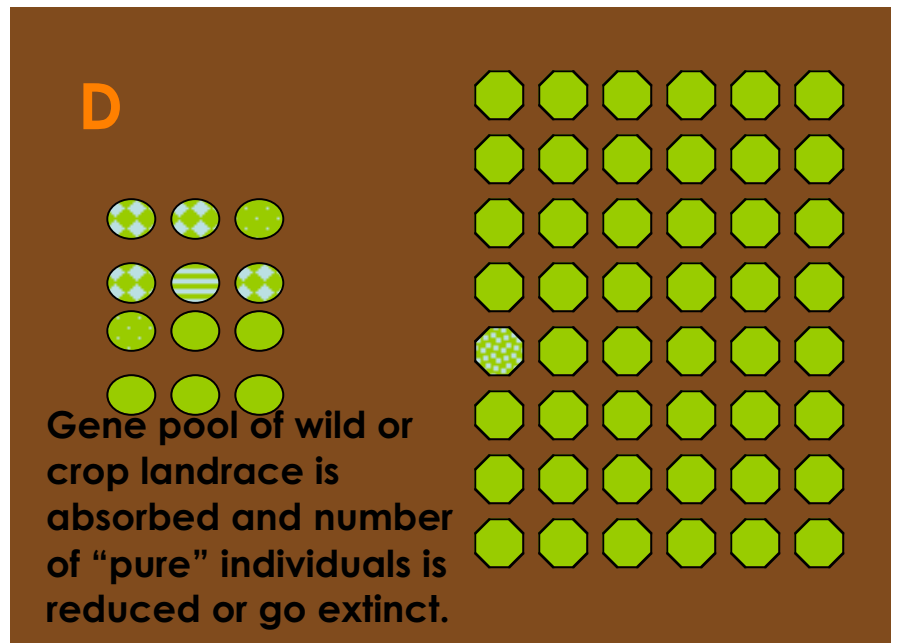 D
Gene pool of wild or
crop landrace is
absorbed and number
of “pure” individuals is
reduced or go extinct.